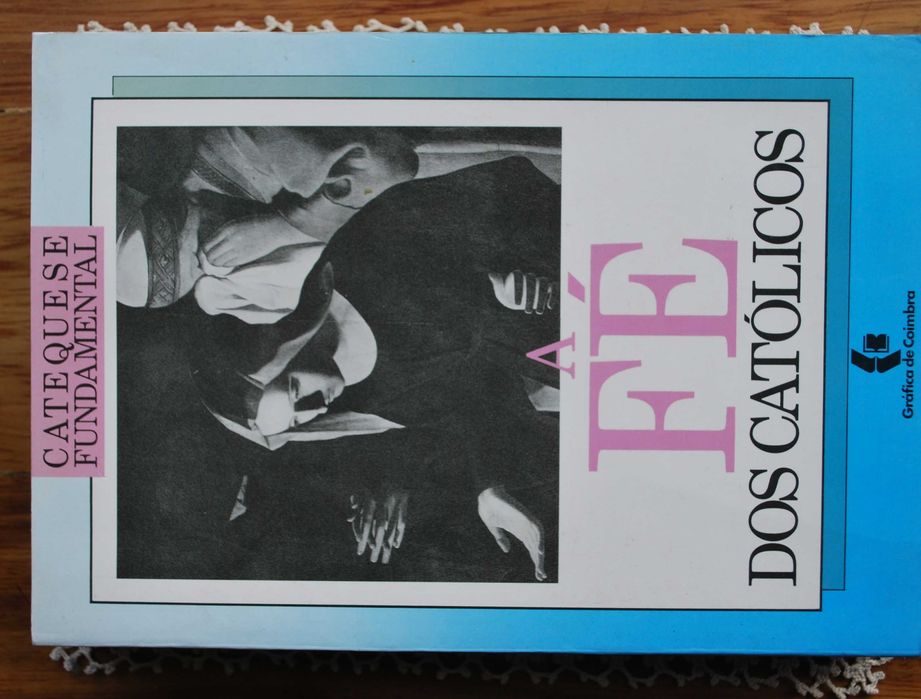 CATEQUESE
FUNDAMENTAL
A
FÉ
DOS CATÓLICOS
Gráfica de Coimbra